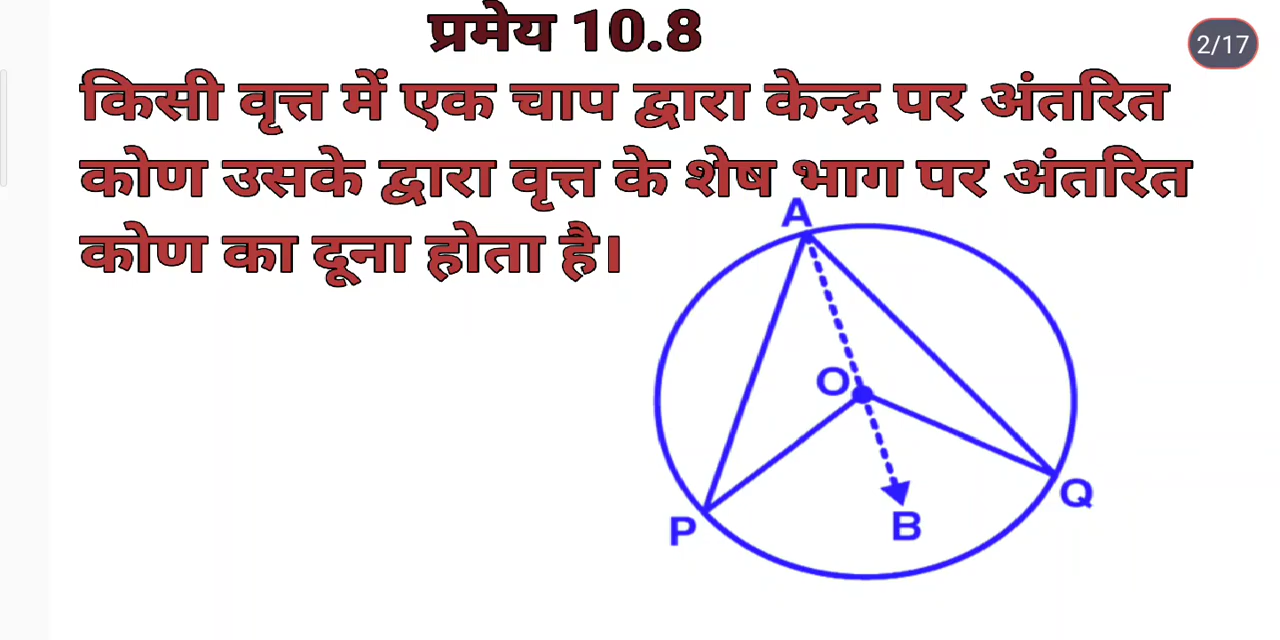 प्रमेय 10.8
2/17
किसी वृत्त में एक चाप द्वारा केन्द्र पर अंतरित
कोण उसके द्वारा वृत्त के शेष भाग पर अंतरित
कोण का दूना होता है।
A
O
P
B
Q